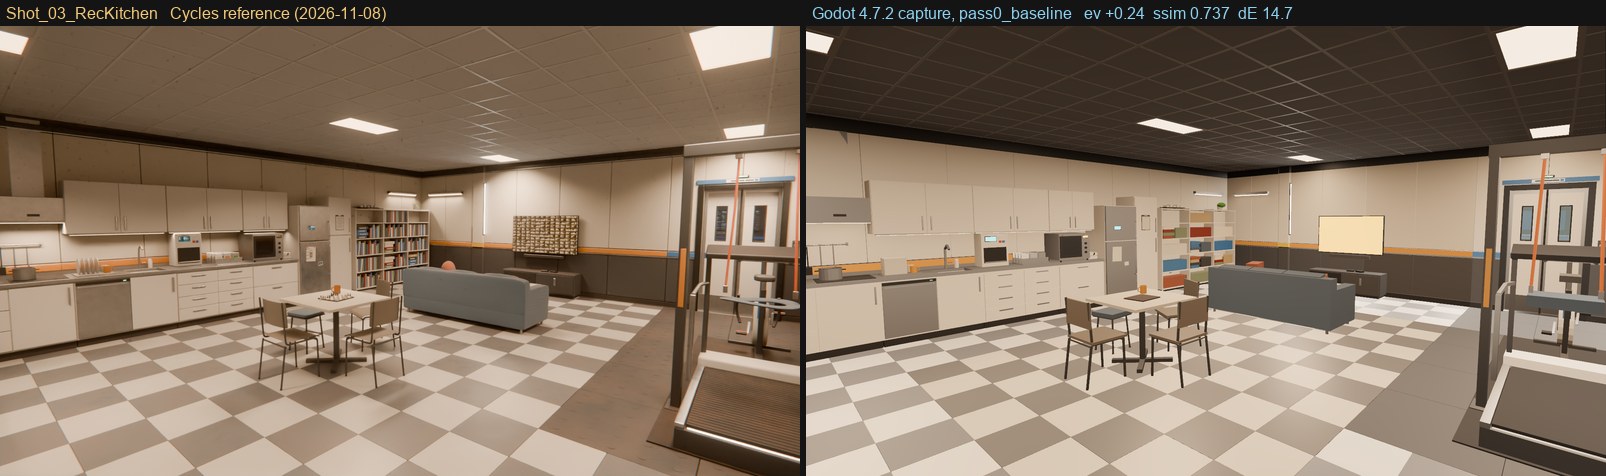 Shot_03_RecKitchen Cycles reference (2026-11-08)
Godot 4.7.2 capture, pass0_baseline ev +0.24 ssim 0.737 dE 14.7